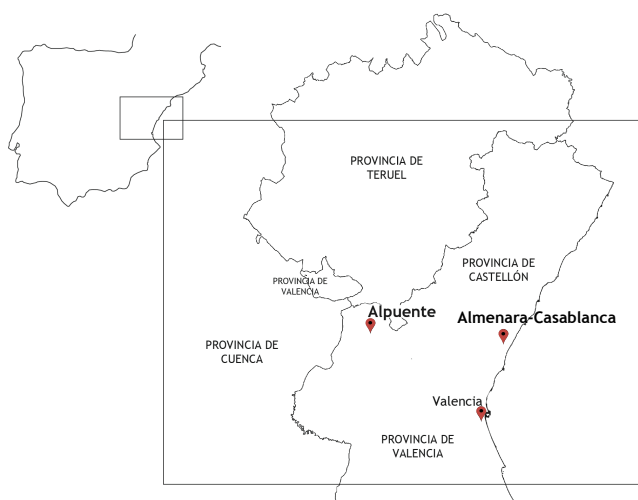 PROVINCIA DE
TERUEL
PROVINCIA DE
CASTELLÓN
PROVINCIA DE
VALENCIA
Alpuente
Almenara-Casablanca
PROVINCIA DE
CUENCA
Valencia
PROVINCIA DE
VALENCIA